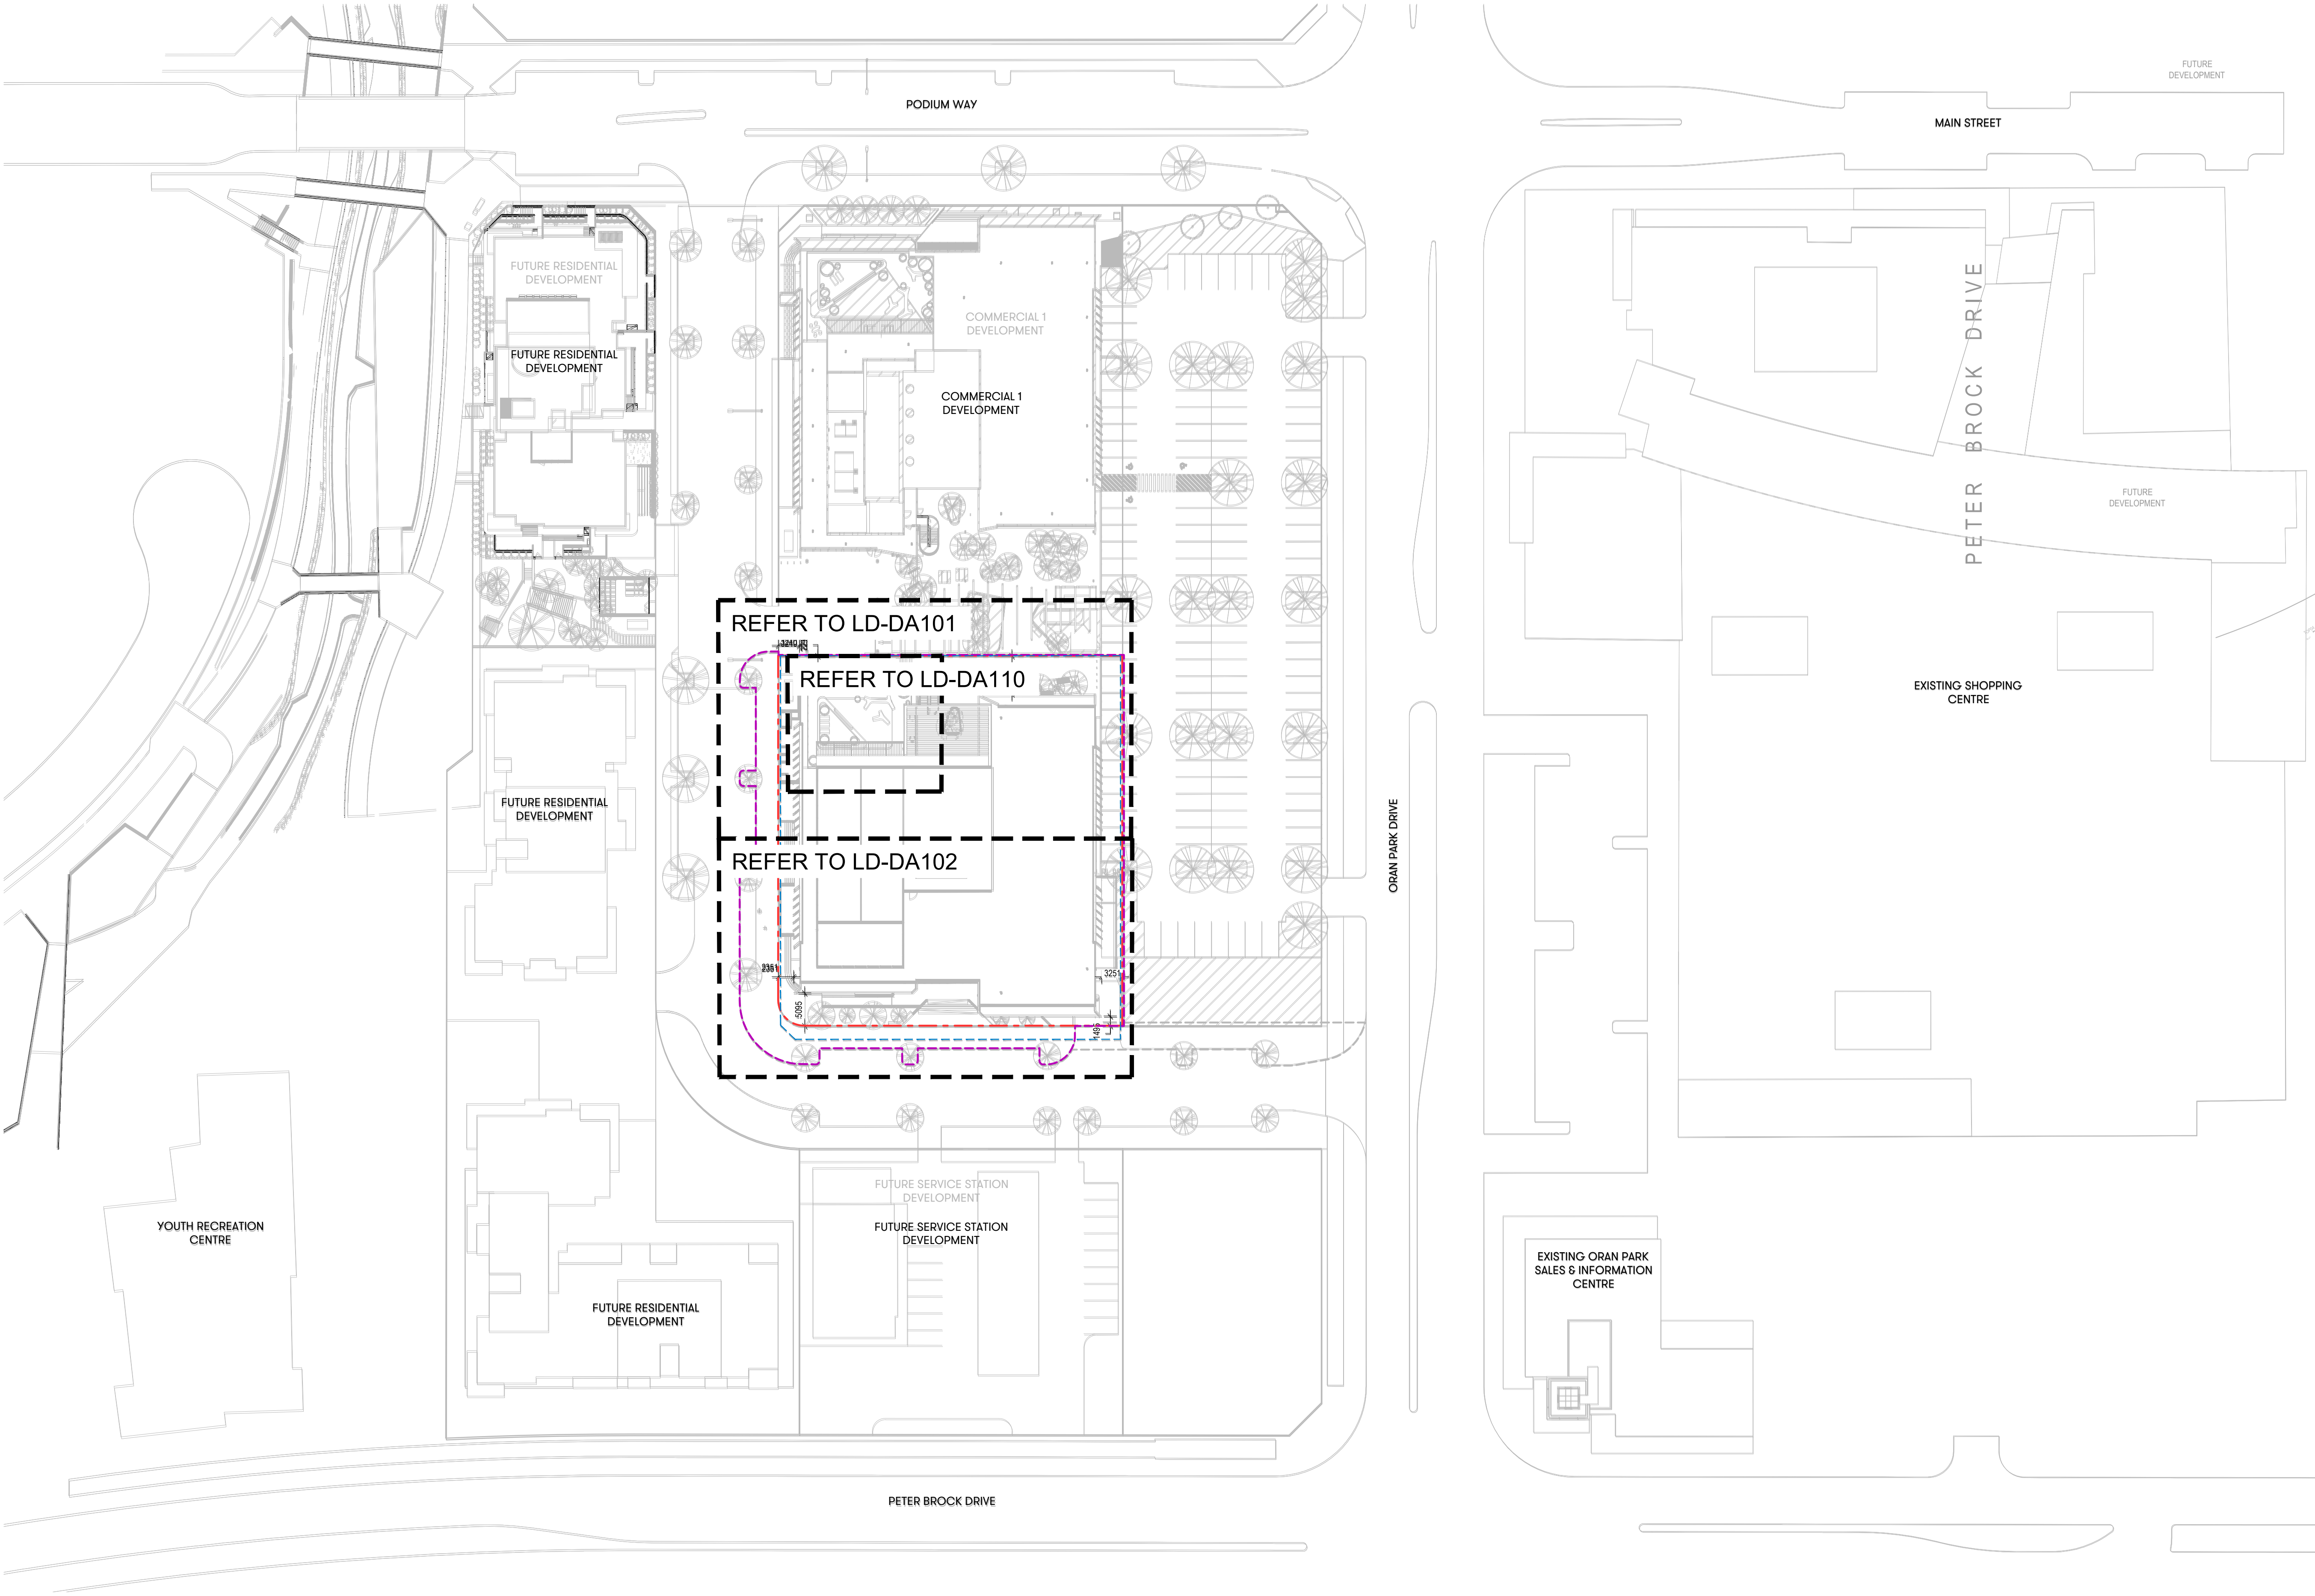 FUTURE
DEVELOPMENT
PODIUM WAY
MAIN STREET
FUTURE RESIDENTIAL
DEVELOPMENT
COMMERCIAL 1
DEVELOPMENT
FUTURE RESIDENTIAL
DEVELOPMENT
COMMERCIAL 1
DEVELOPMENT
PETER BROCK DRIVE
FUTURE
DEVELOPMENT
REFER TO LD-DA101
REFER TO LD-DA110
EXISTING SHOPPING
CENTRE
FUTURE RESIDENTIAL
DEVELOPMENT
ORAN PARK DRIVE
REFER TO LD-DA102
3251
5095
1495
FUTURE SERVICE STATION
DEVELOPMENT
YOUTH RECREATION
CENTRE
FUTURE SERVICE STATION
DEVELOPMENT
EXISTING ORAN PARK
SALES & INFORMATION
CENTRE
FUTURE RESIDENTIAL
DEVELOPMENT
PETER BROCK DRIVE